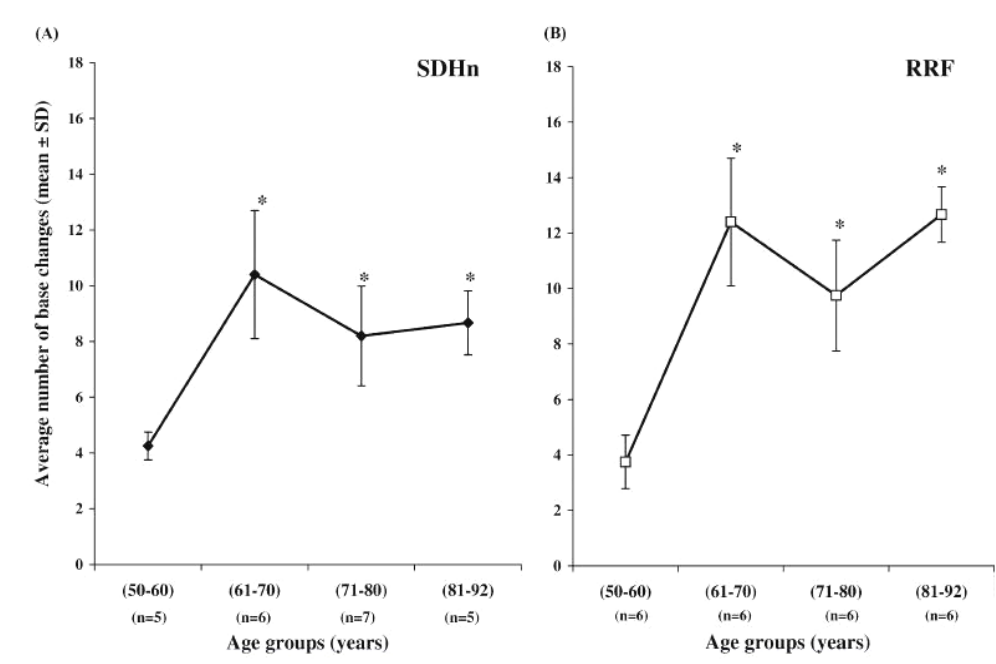 (A)
SDHn
Average number of base changes (mean ± SD)
18
16
14
12
10
8
6
4
2
0
*
*
*
(50-60) (61-70) (71-80) (81-92)
(n=5) (n=6) (n=7) (n=5)
Age groups (years)
(B)
RRF
18
16
14
12
10
8
6
4
2
0
*
*
*
(50-60) (61-70) (71-80) (81-92)
(n=6) (n=6) (n=6) (n=6)
Age groups (years)